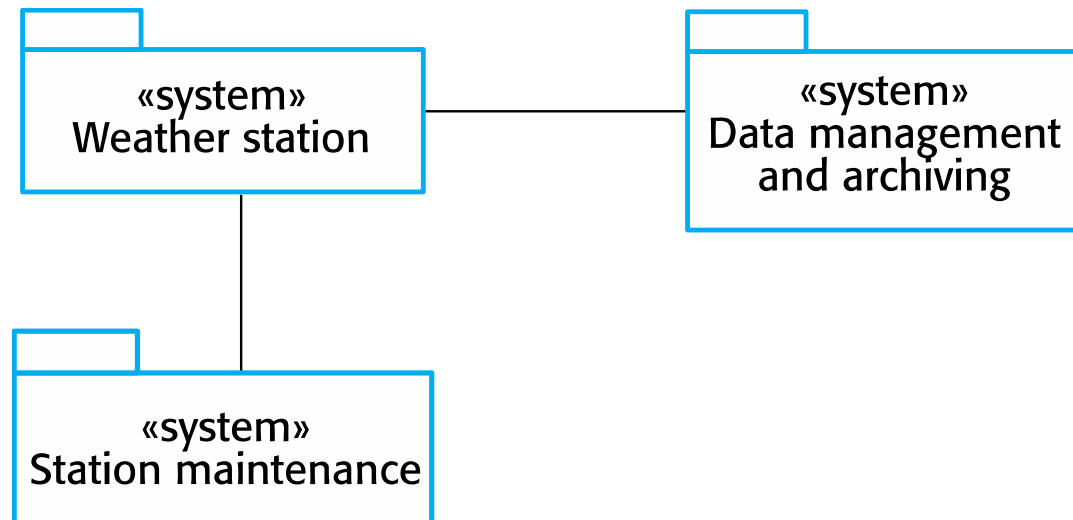 «system»
Weather station
«system»
Data management
and archiving
«system»
Station maintenance